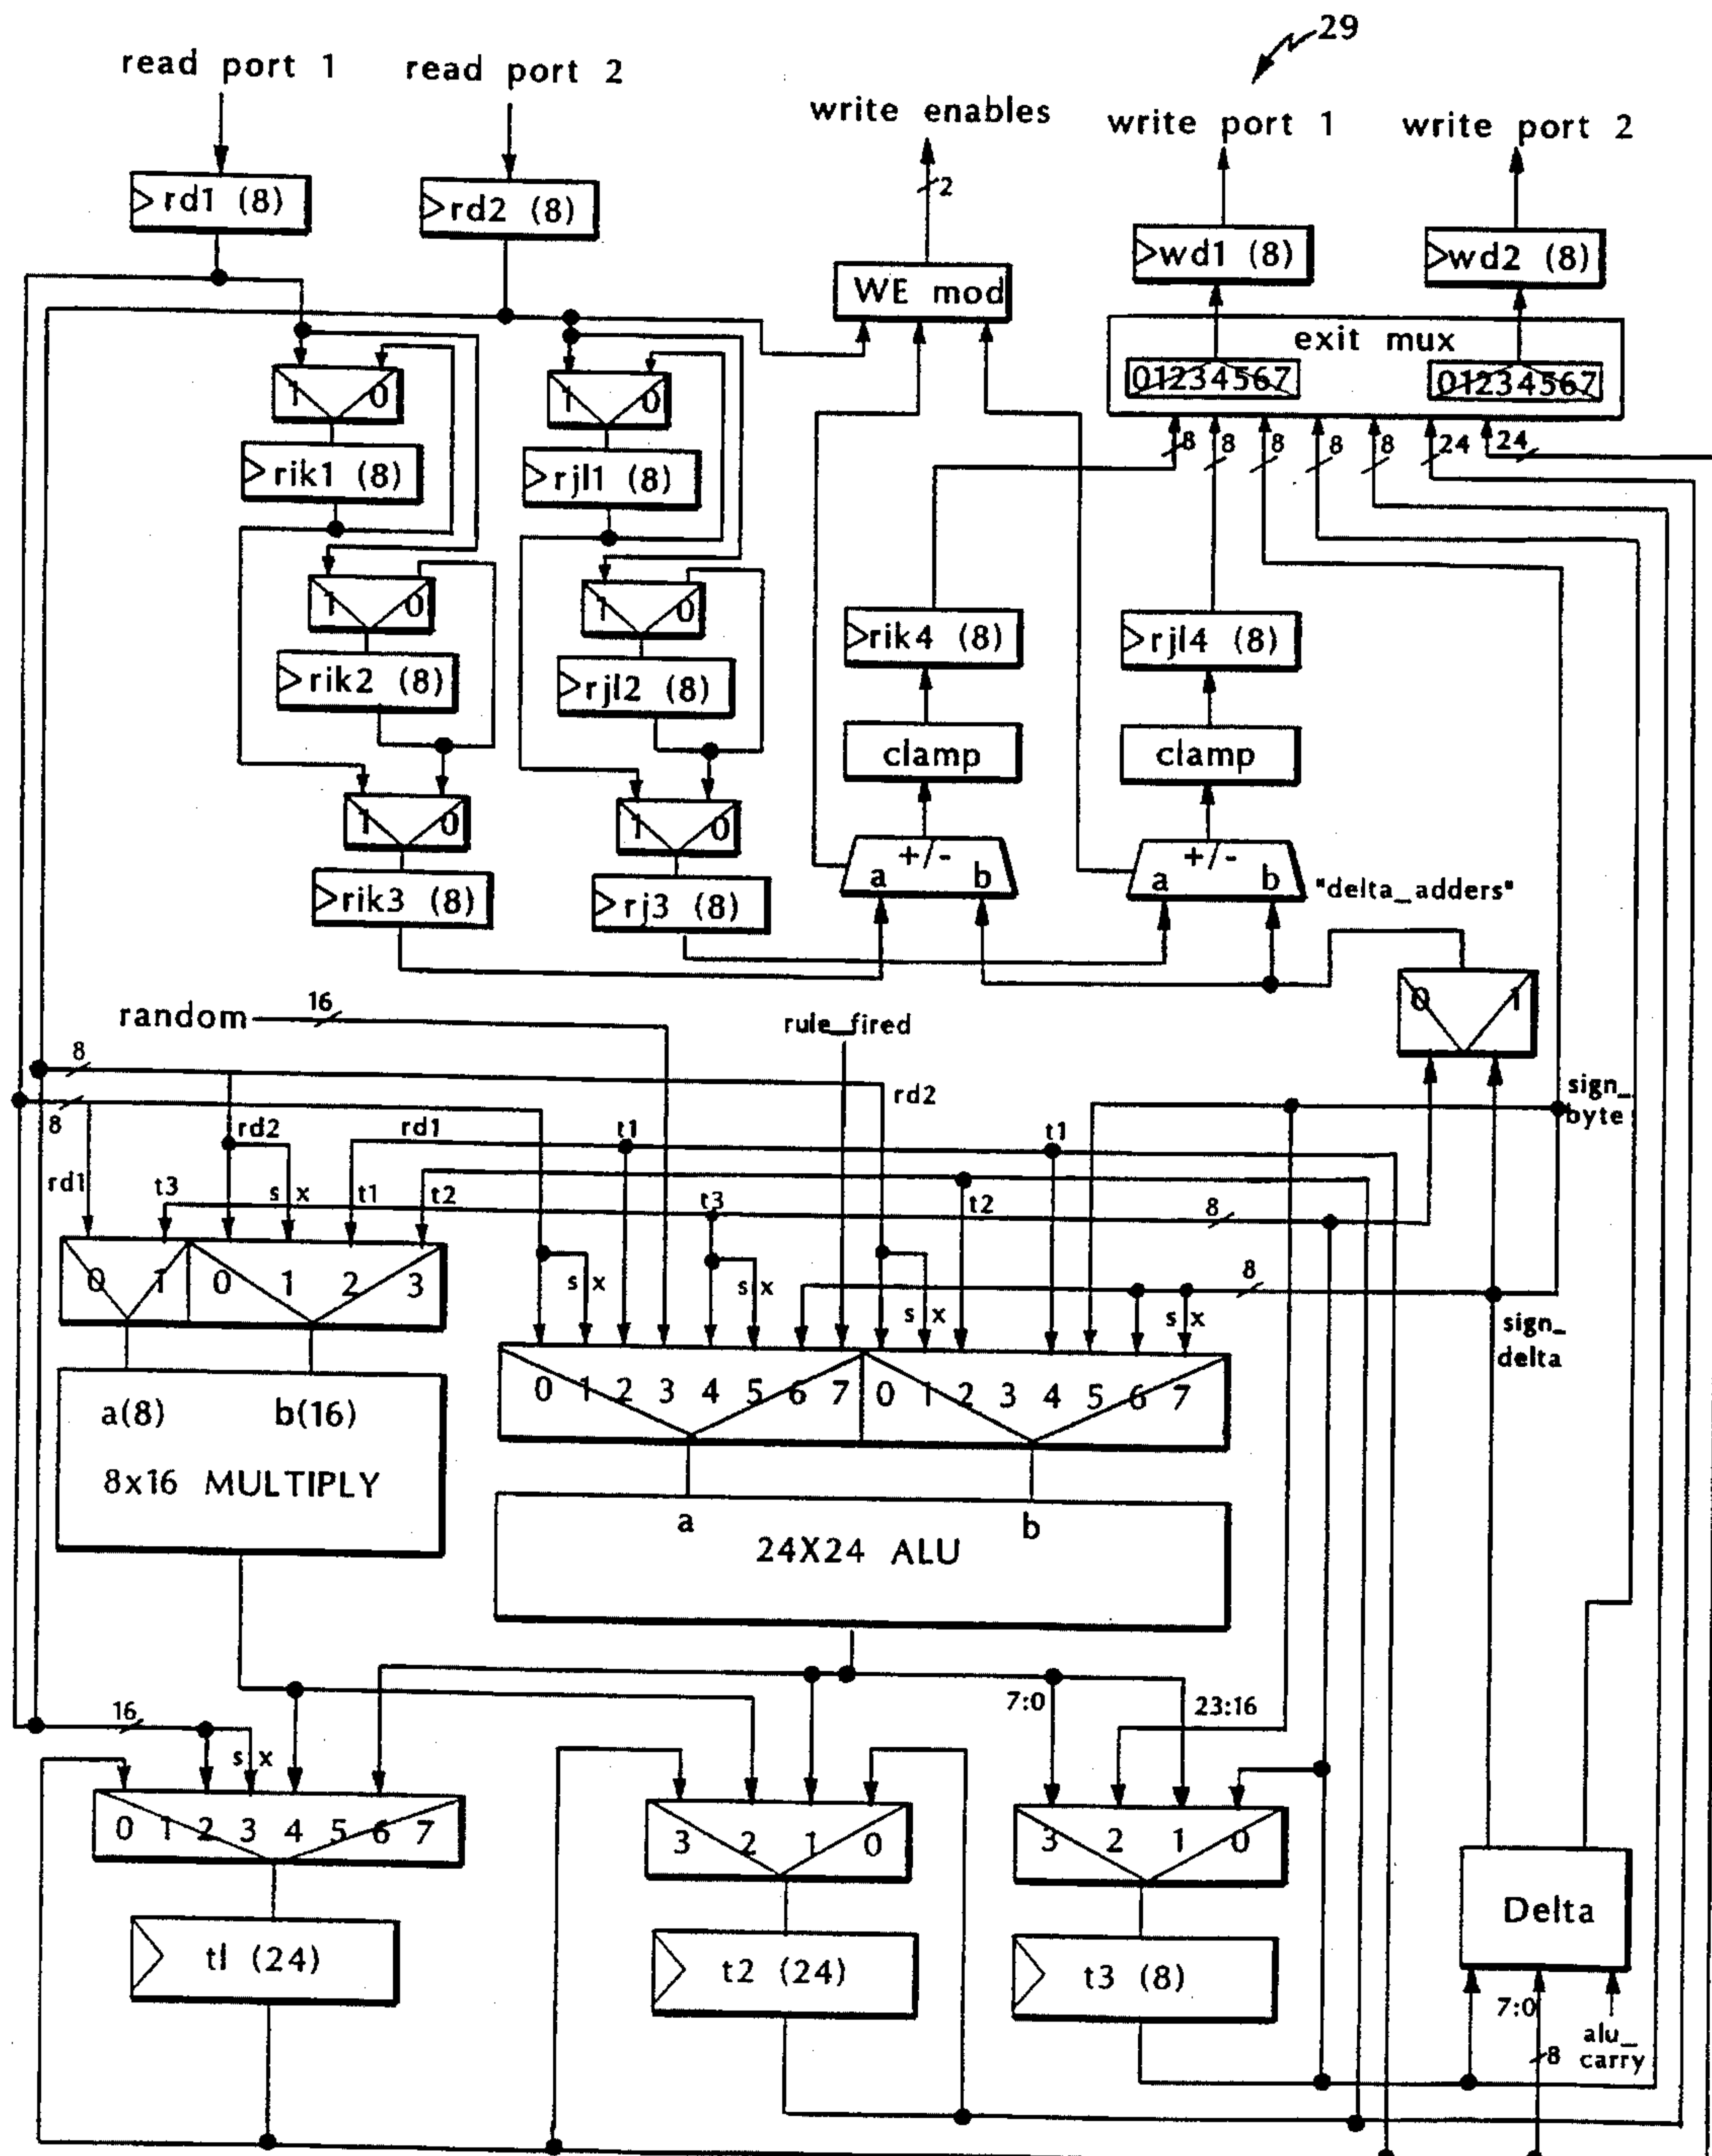 29
read port 1
read port 2
write enables
write port 1
write port 2
2
rd1 (8)
rd2 (8)
wd1 (8)
wd2 (8)
WE mod
exit mux
01234567
01234567
1 0
1 0
8
8
8
8
8
24
24
rik1 (8)
rjl1 (8)
1 0
1 0
rik4 (8)
rjl4 (8)
rik2 (8)
rjl2 (8)
clamp
clamp
1 0
1 0
+/-
a b
+/-
a b
"delta_adders"
rik3 (8)
rj3 (8)
0 1
random
16
rule_fired
8
rd2
sign_
byte
8
rd2
rd1
t1
t1
rd1
t3
s x
t1
t2
t3
t2
8
0 1
0 1 2 3
s x
s x
s x
s x
8
sign_
delta
0 1 2 3 4 5 6 7
0 1 2 3 4 5 6 7
a(8)
b(16)
8x16 MULTIPLY
a
b
24X24 ALU
16
7:0
23:16
s x
0 1 2 3 4 5 6 7
3 2 1 0
3 2 1 0
Delta
t1 (24)
t2 (24)
t3 (8)
7:0
8
alu_
carry